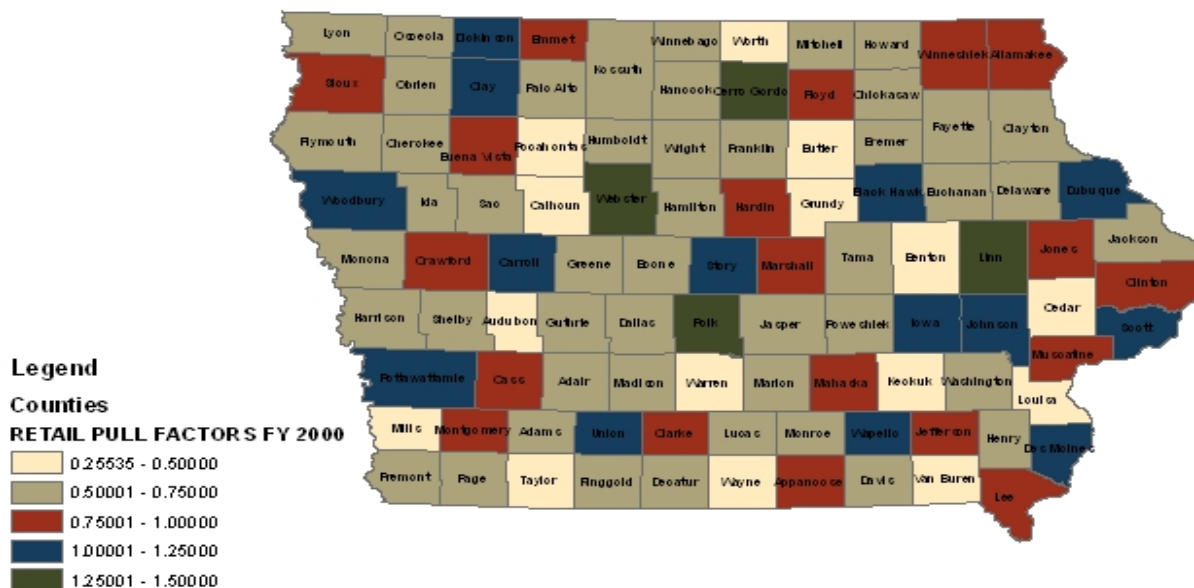 Lyon Osceola Dickinson Emmet Winnebago Worth Mitchell Howard Winneshiek Allamakee
Kossuth
Sioux Obrien Clay Palo Alto Hancock Cerro Gordo Floyd Chickasaw
Fayette Clayton
Plymouth Cherokee Buena Vista Pocahontas Humboldt Wright Franklin Butler Bremer
Woodbury Ida Sac Calhoun Webster Hamilton Hardin Grundy Black Hawk Buchanan Delaware Dubuque
Jackson
Monona Crawford Carroll Greene Boone Story Marshall Tama Benton Linn Jones
Clinton
Harrison Shelby Audubon Guthrie Dallas Polk Jasper Poweshiek Iowa Johnson Cedar Scott
Muscatine
Pottawattamie Cass Adair Madison Warren Marion Mahaska Keokuk Washington Louisa
Mills Montgomery Adams Union Clarke Lucas Monroe Wapello Jefferson Henry Des Moines
Fremont Page Taylor Ringgold Decatur Wayne Appanoose Davis Van Buren Lee
Legend
Counties
RETAIL PULL FACTORS FY 2000
0.25535 - 0.50000
0.50001 - 0.75000
0.75001 - 1.00000
1.00001 - 1.25000
1.25001 - 1.50000